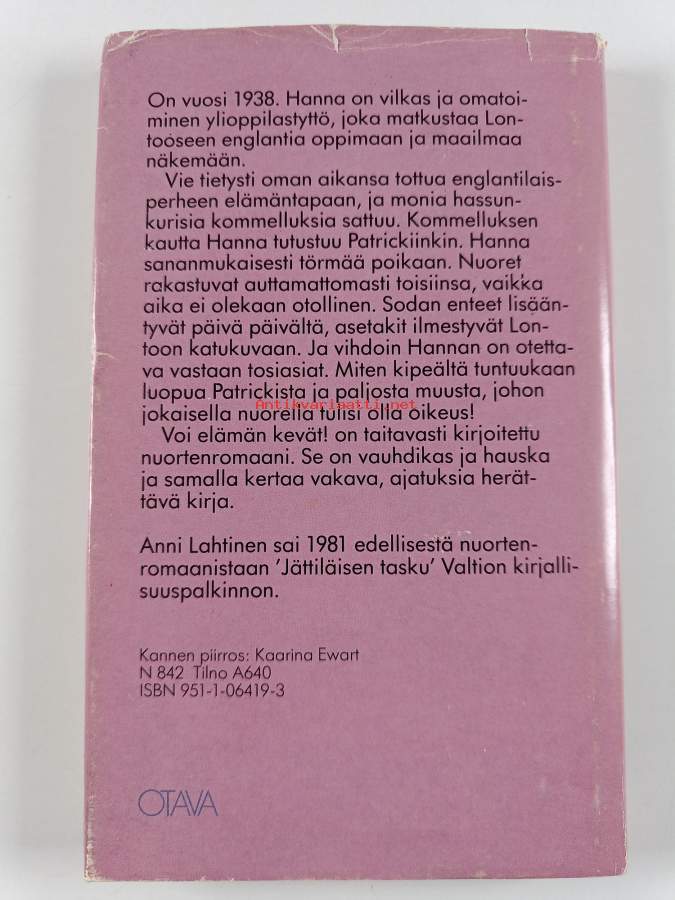 On vuosi 1938. Hanna on vilkas ja omatoi-
minen ylioppilastyttö, joka matkustaa Lon-
tooseen englantia oppimaan ja maailmaa
näkemään.
Vie tietysti oman aikansa tottua englantilais-
perheen elämäntapaan, ja monia hassun-
kurisia kommelluksia sattuu. Kommelluksen
kautta Hanna tutustuu Patrickiinkin. Hanna
sananmukaisesti törmää poikaan. Nuoret
rakastuvat auttamattomasti toisiinsa, vaikka
aika ei olekaan otollinen. Sodan enteet lisään-
tyvät päivä päivältä, asetakit ilmestyvät Lon-
toon katukuvaan. Ja vihdoin Hannan on otetta-
va vastaan tosiasiat. Miten kipeältä tuntuukaan
luopua Patrickista ja paljosta muusta, johon
Antikvariaatti.net
jokaisella nuorella tulisi olla oikeus!
Voi elämän kevät! on taitavasti kirjoitettu
nuortenromaani. Se on vauhdikas ja hauska
ja samalla kertaa vakava, ajatuksia herät-
tävä kirja.
Anni Lahtinen sai 1981 edellisestä nuorten-
romaanistaan 'Jättiläisen tasku' Valtion kirjalli-
suuspalkinnon.
Kannen piirros: Kaarina Ewart
N 842 Tilno A640
ISBN 951-1-06419-3
OTAVA